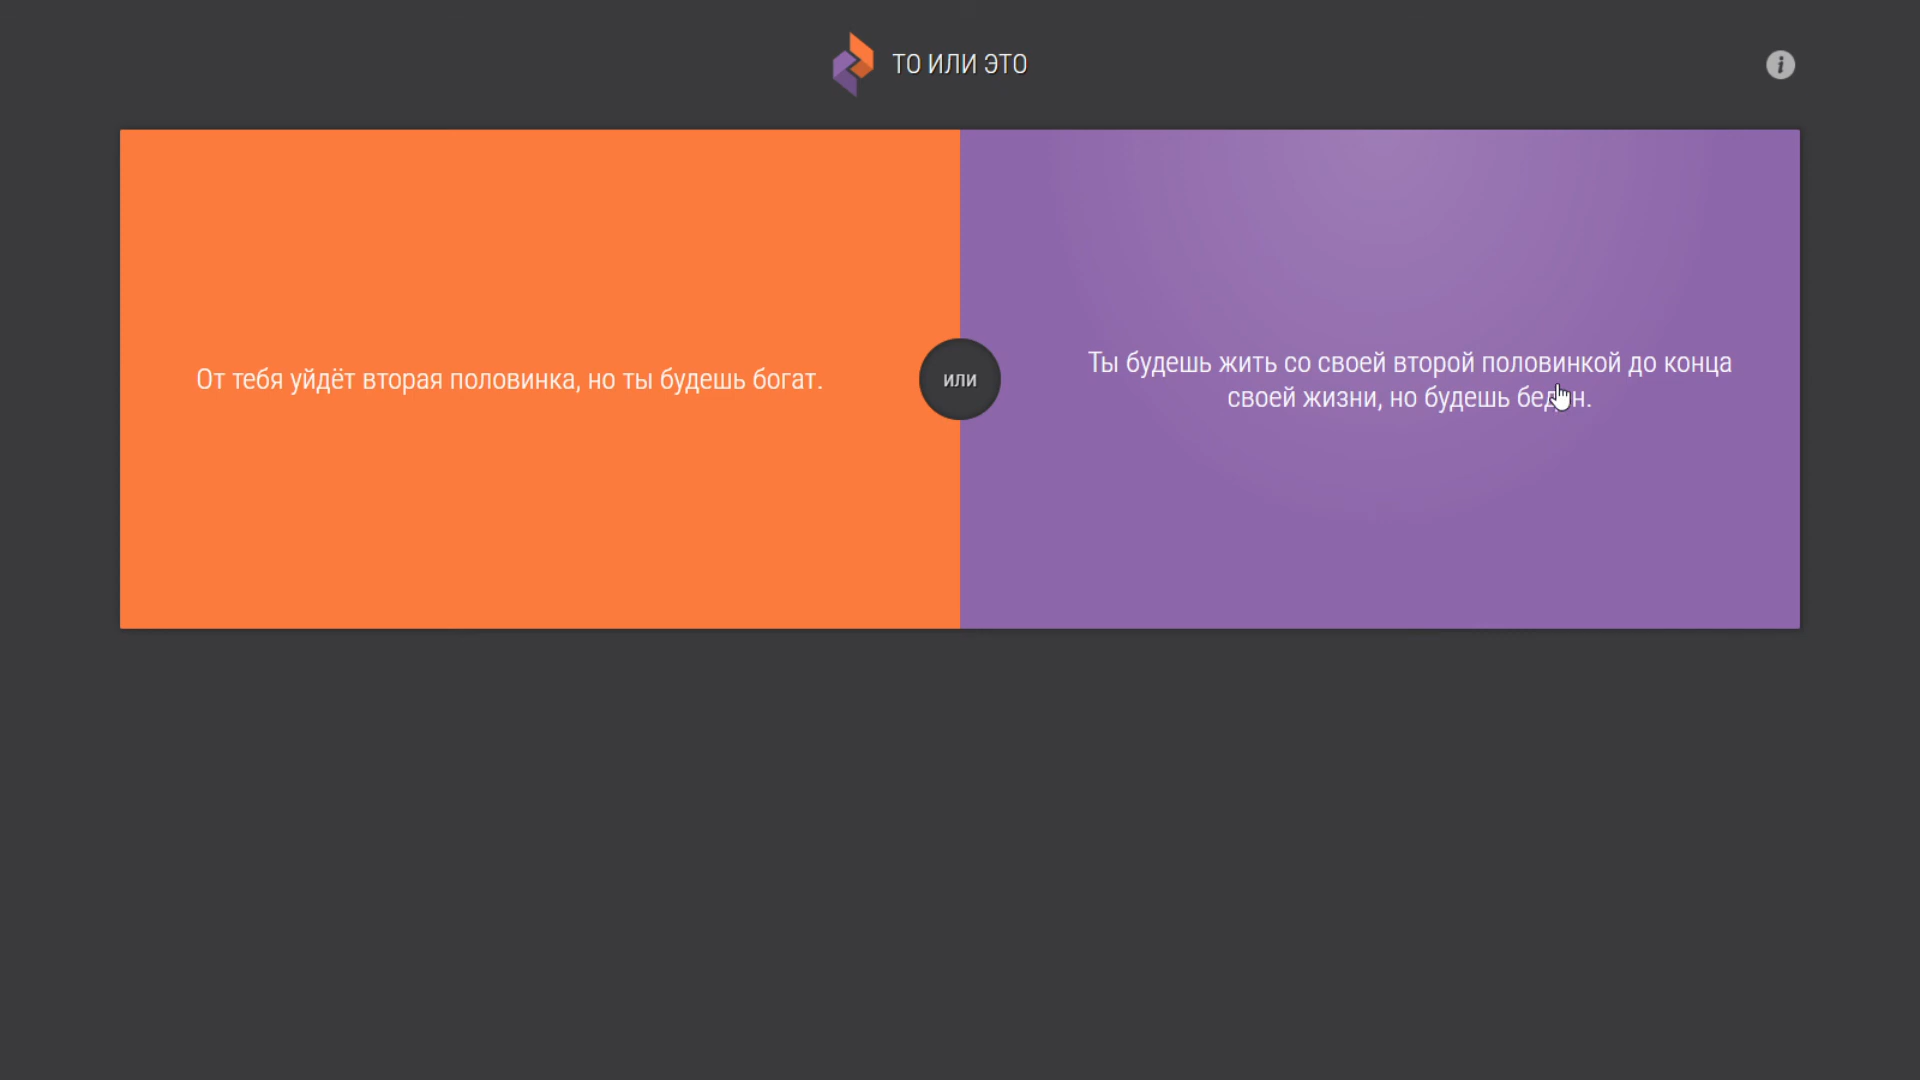 ТО ИЛИ ЭТО
От тебя уйдёт вторая половинка, но ты будешь богат.
или
Ты будешь жить со своей второй половинкой до конца
своей жизни, но будешь беден.